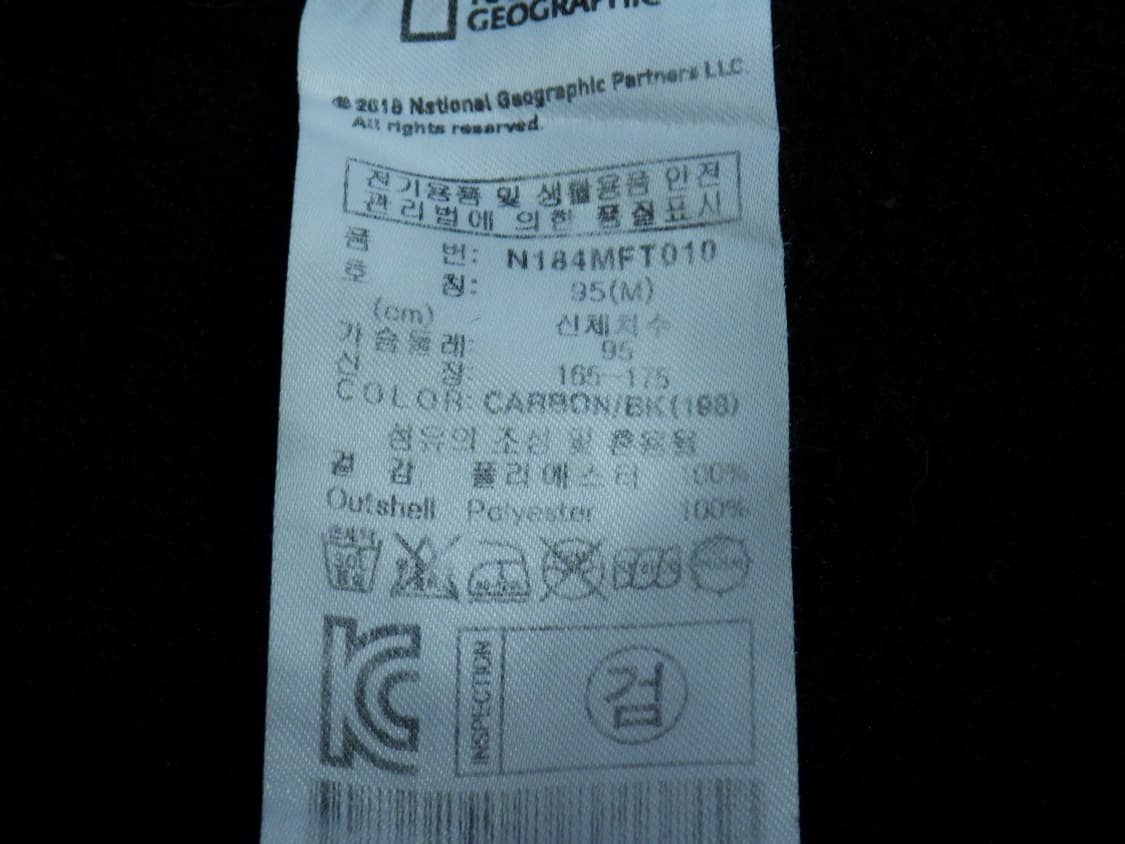 GEOGRAPHIC
© 2018 National Geographic Partners LLC.
All rights reserved.
전기용품 및 생활용품 안전
관리법에 의한 품질표시
품 번: N184MFT010
호 칭: 95(M)
(cm) 신체치수
가슴둘레: 95
신 장: 165~175
COLOR: CARBON/BK(198)
섬유의 조성 및 혼용율
겉 감 폴리에스터 100%
Outshell Polyester 100%
손세탁
INSPECTION
검